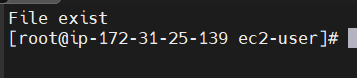 File exist
[root@ip-172-31-25-139 ec2-user]#